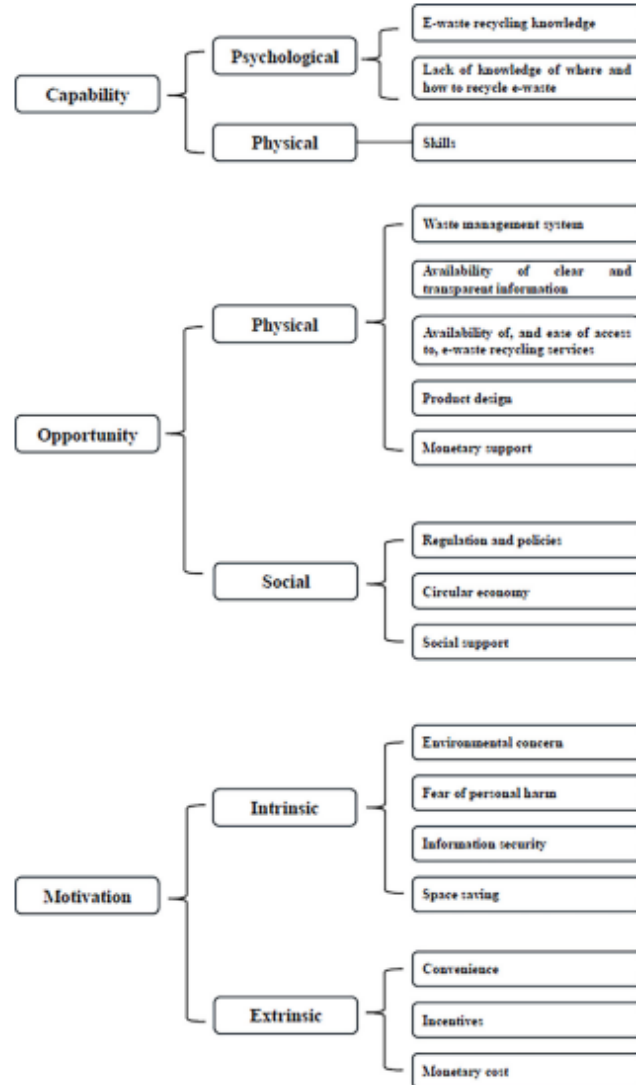 E-waste recycling knowledge
Psychological
Lack of knowledge of where and
how to recycle e-waste
Capability
Physical
Skills
Waste management system
Availability of clear and
transparent information
Physical
Availability of, and ease of access
to, e-waste recycling services
Product design
Opportunity
Monetary support
Regulation and policies
Social
Circular economy
Social support
Environmental concern
Intrinsic
Fear of personal harm
Information security
Motivation
Space saving
Convenience
Extrinsic
Incentives
Monetary cost